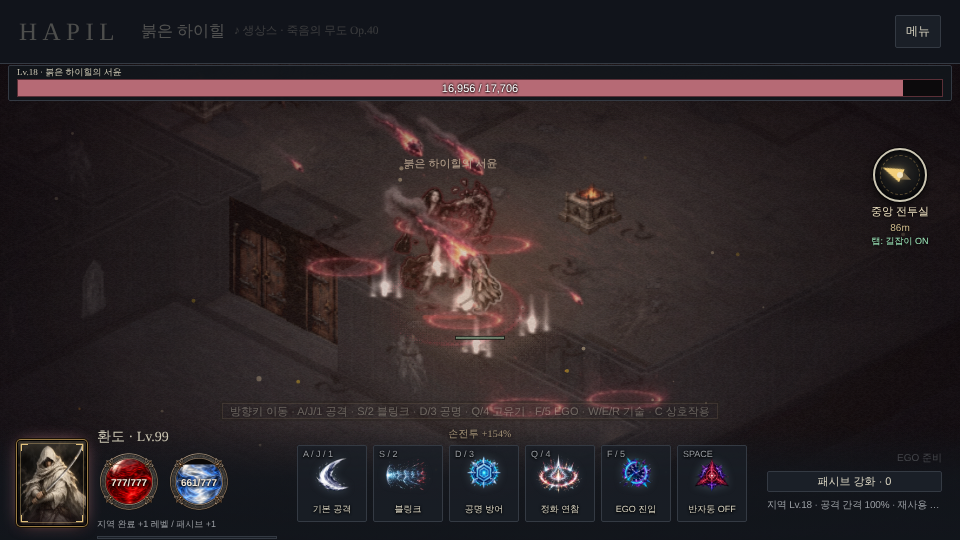 HAPIL 붉은 하이힐 ♪ 생상스 · 죽음의 무도 Op.40 메뉴
Lv.18 · 붉은 하이힐의 서윤
16,956 / 17,706
붉은 하이힐의 서윤
중앙 전투실
86m
탭: 길잡이 ON
방향키 이동 · A/J/1 공격 · S/2 블링크 · D/3 공명 · Q/4 고유기 · F/5 EGO · W/E/R 기술 · C 상호작용
환도 · Lv.99
손전투 +154%
777/777 661/777
A / J / 1 S / 2 D / 3 Q / 4 F / 5 SPACE
기본 공격 블링크 공명 방어 정화 연참 EGO 진입 반자동 OFF
EGO 준비
패시브 강화 · 0
지역 Lv.18 · 공격 간격 100% · 재사용 ...
지역 완료 +1 레벨 / 패시브 +1